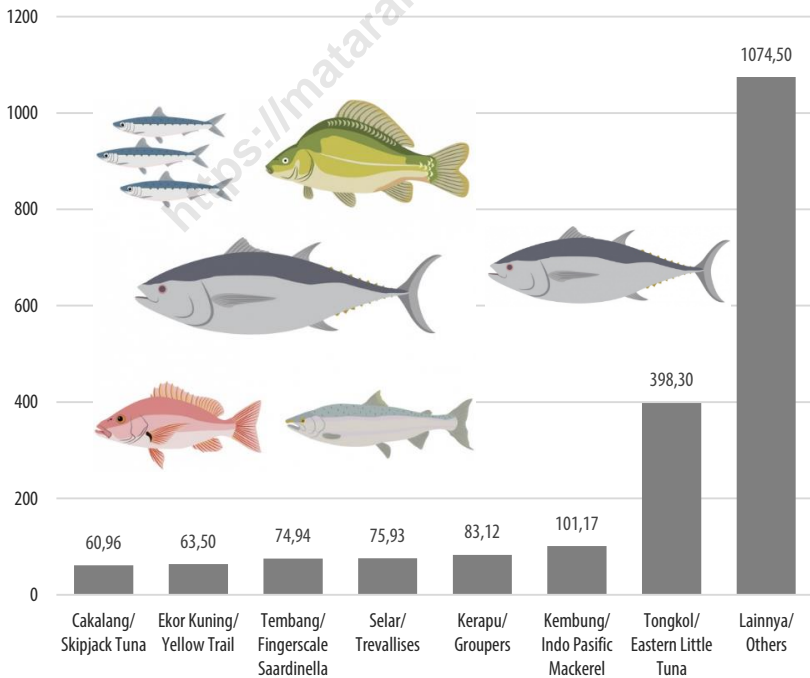 1200
1000
800
600
400
200
0
https://matara
1074,50
398,30
101,17
83,12
75,93
74,94
63,50
60,96
Cakalang/
Skipjack Tuna
Ekor Kuning/
Yellow Trail
Tembang/
Fingerscale
Saardinella
Selar/
Trevallises
Kerapu/
Groupers
Kembung/
Indo Pasific
Mackerel
Tongkol/
Eastern Little
Tuna
Lainnya/
Others